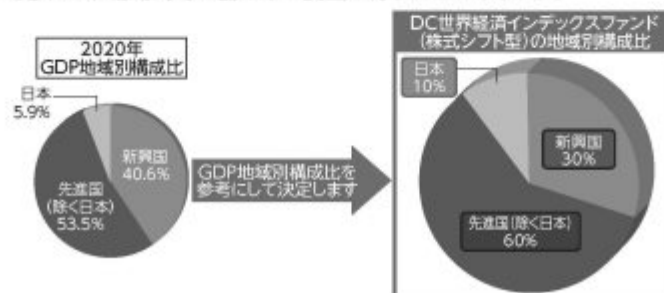 2020年
GDP地域別構成比
日本
5.9%
新興国
40.6%
先進国
(除く日本)
53.5%
GDP地域別構成比を
参考にして決定します
DC世界経済インデックスファンド
(株式シフト型)の地域別構成比
日本
10%
新興国
30%
先進国(除く日本)
60%